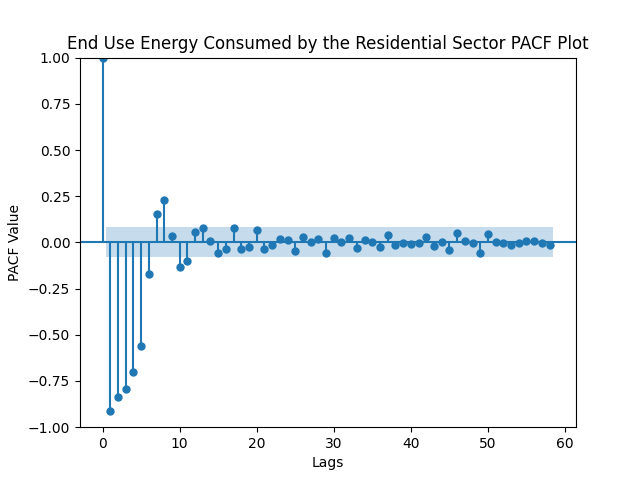 End Use Energy Consumed by the Residential Sector PACF Plot
1.00
0.75
0.50
0.25
0.00
−0.25
−0.50
−0.75
−1.00
PACF Value
0 10 20 30 40 50 60
Lags